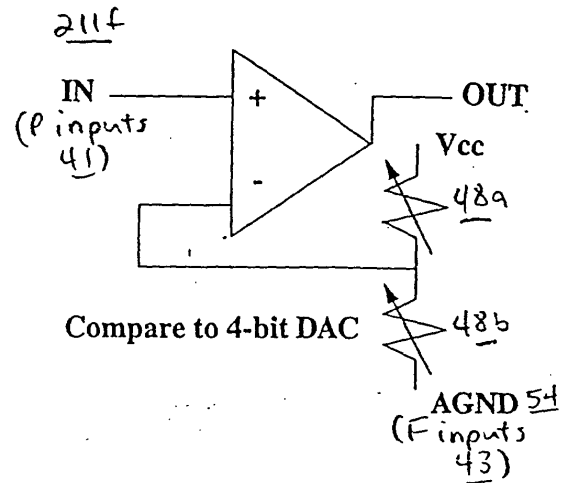 211f
IN
(P inputs
41)
+
-
OUT
Vcc
48a
Compare to 4-bit DAC
48b
AGND 54
(F inputs
43)